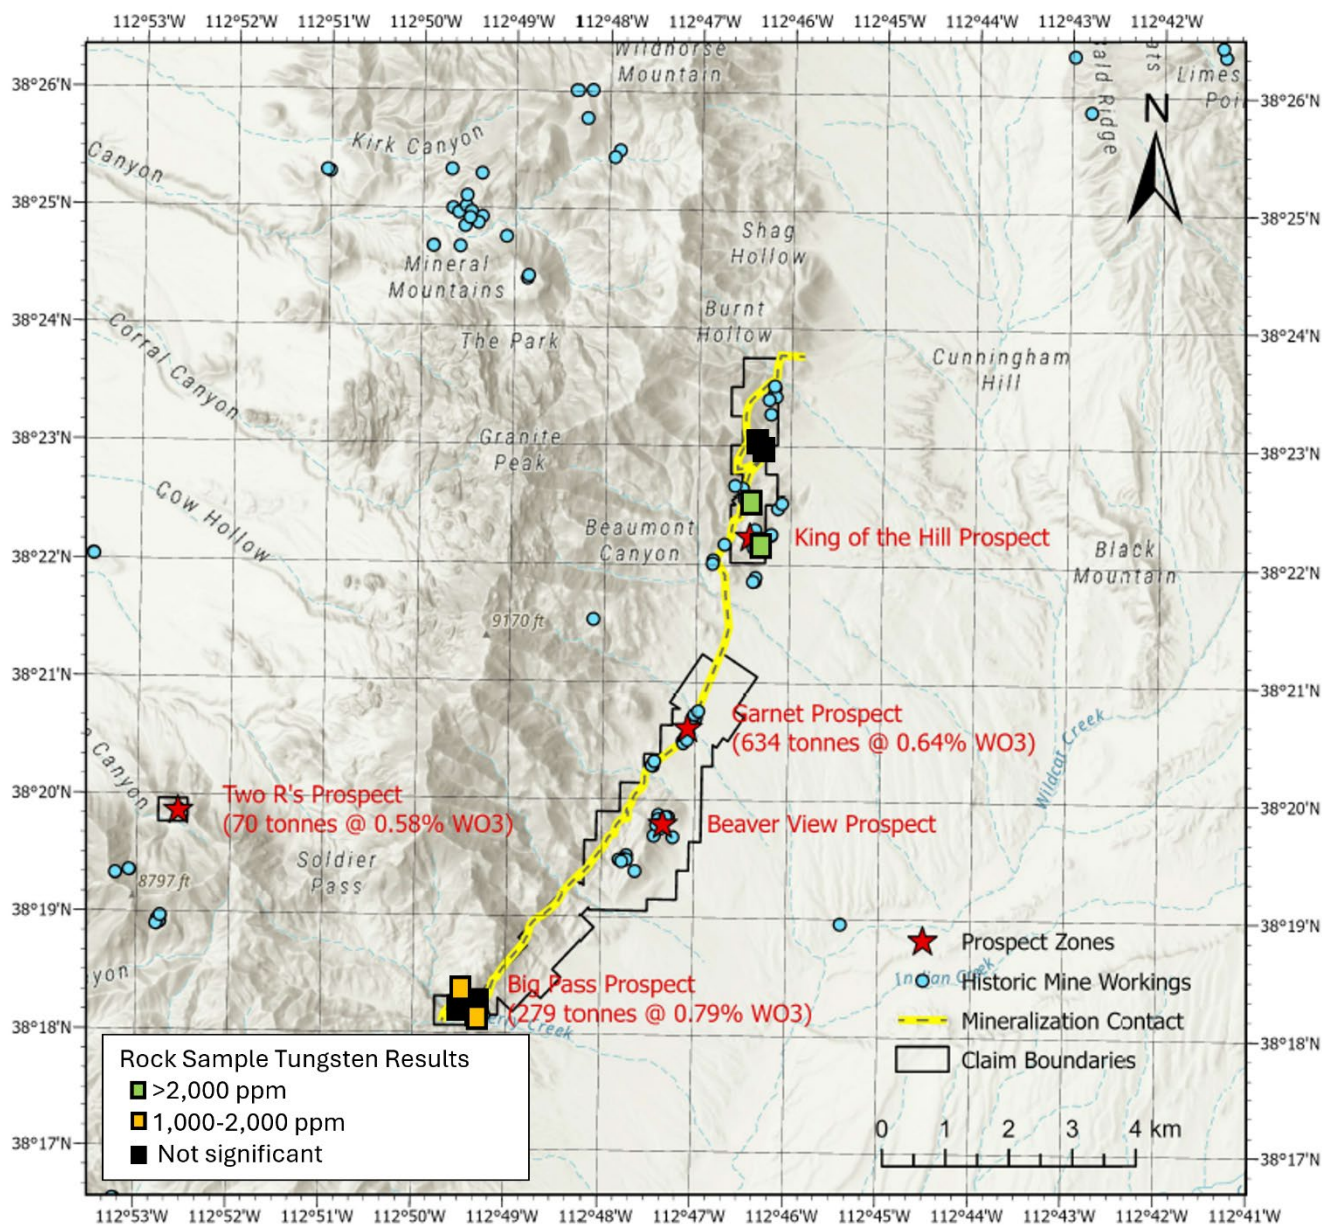 112°53'W 112°52'W 112°51'W 112°50'W 112°49'W 112°48'W 112°47'W 112°46'W 112°45'W 112°44'W 112°43'W 112°42'W
Wildhorse
Mountain
ald Ridge
ats
Limes
Poi
N
38°26'N
38°26'N
Kirk Canyon
Canyon
38°25'N
38°25'N
Shag
Hollow
Mineral
Mountains
Burnt
Hollow
38°24'N
38°24'N
The Park
Corral Canyon
Cunningham
Hill
38°23'N
38°23'N
Granite
Peak
Cow Hollow
Beaumont
Canyon
King of the Hill Prospect
Black
Mountain
38°22'N
38°22'N
9170 ft
38°21'N
38°21'N
Garnet Prospect
(634 tonnes @ 0.64% WO3)
Wildcat Creek
Canyon
38°20'N
38°20'N
Two R's Prospect
(70 tonnes @ 0.58% WO3)
Beaver View Prospect
Soldier
Pass
8797 ft
38°19'N
38°19'N
yon
Big Pass Prospect
(279 tonnes @ 0.79% WO3)
Creek
38°18'N
38°18'N
Prospect Zones
Indian Creek
Historic Mine Workings
Mineralization Contact
Claim Boundaries
0 1 2 3 4 km
Rock Sample Tungsten Results
>2,000 ppm
1,000-2,000 ppm
Not significant
38°17'N
38°17'N
112°53'W 112°52'W 112°51'W 112°50'W 112°49'W 112°48'W 112°47'W 112°46'W 112°45'W 112°44'W 112°43'W 112°42'W 112°41'W